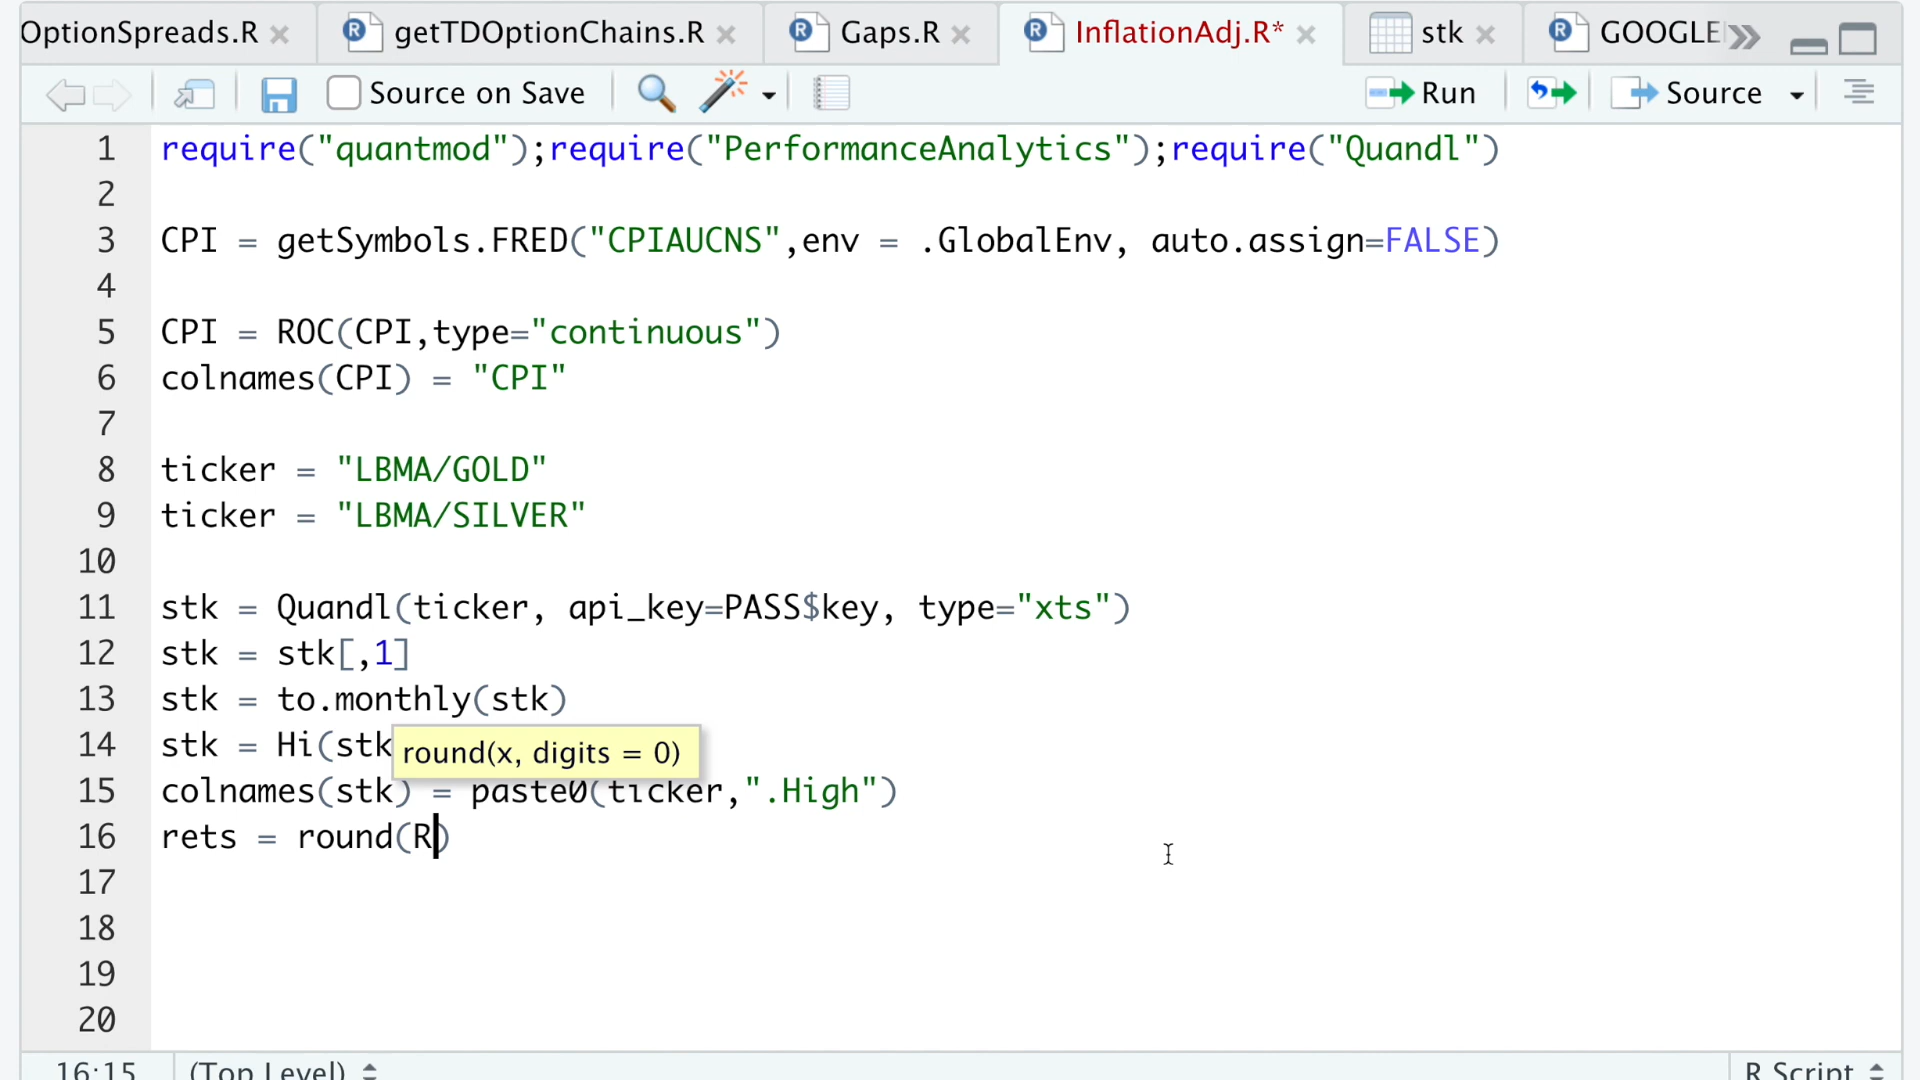 OptionSpreads.R getTDOptionChains.R Gaps.R InflationAdj.R* stk GOOGLE
Source on Save Run Source
1 require("quantmod");require("PerformanceAnalytics");require("Quandl")
2
3 CPI = getSymbols.FRED("CPIAUCNS",env = .GlobalEnv, auto.assign=FALSE)
4
5 CPI = ROC(CPI,type="continuous")
6 colnames(CPI) = "CPI"
7
8 ticker = "LBMA/GOLD"
9 ticker = "LBMA/SILVER"
10
11 stk = Quandl(ticker, api_key=PASS$key, type="xts")
12 stk = stk[,1]
13 stk = to.monthly(stk)
14 stk = Hi(stk
round(x, digits = 0)
15 colnames(stk) = paste0(ticker,".High")
16 rets = round(R)
17
18
19
20
16:15 (Top Level) R Script